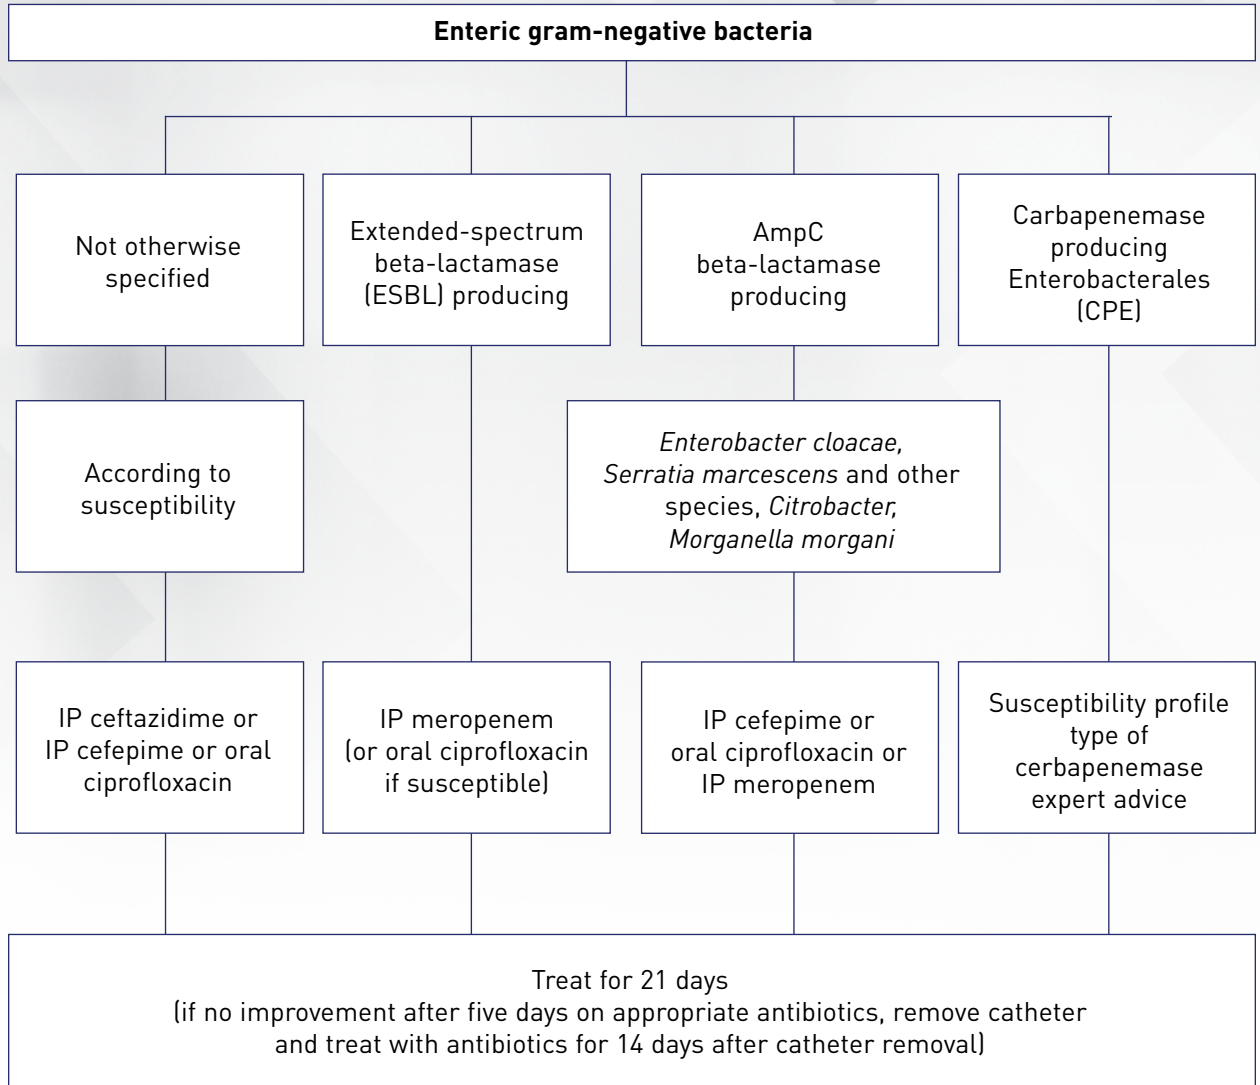 Enteric gram-negative bacteria
Not otherwise
specified
Extended-spectrum
beta-lactamase
(ESBL) producing
AmpC
beta-lactamase
producing
Carbapenemase
producing
Enterobacterales
(CPE)
According to
susceptibility
Enterobacter cloacae,
Serratia marcescens and other
species, Citrobacter,
Morganella morgani
IP ceftazidime or
IP cefepime or oral
ciprofloxacin
IP meropenem
(or oral ciprofloxacin
if susceptible)
IP cefepime or
oral ciprofloxacin or
IP meropenem
Susceptibility profile
type of
cerbapenemase
expert advice
Treat for 21 days
(if no improvement after five days on appropriate antibiotics, remove catheter
and treat with antibiotics for 14 days after catheter removal)